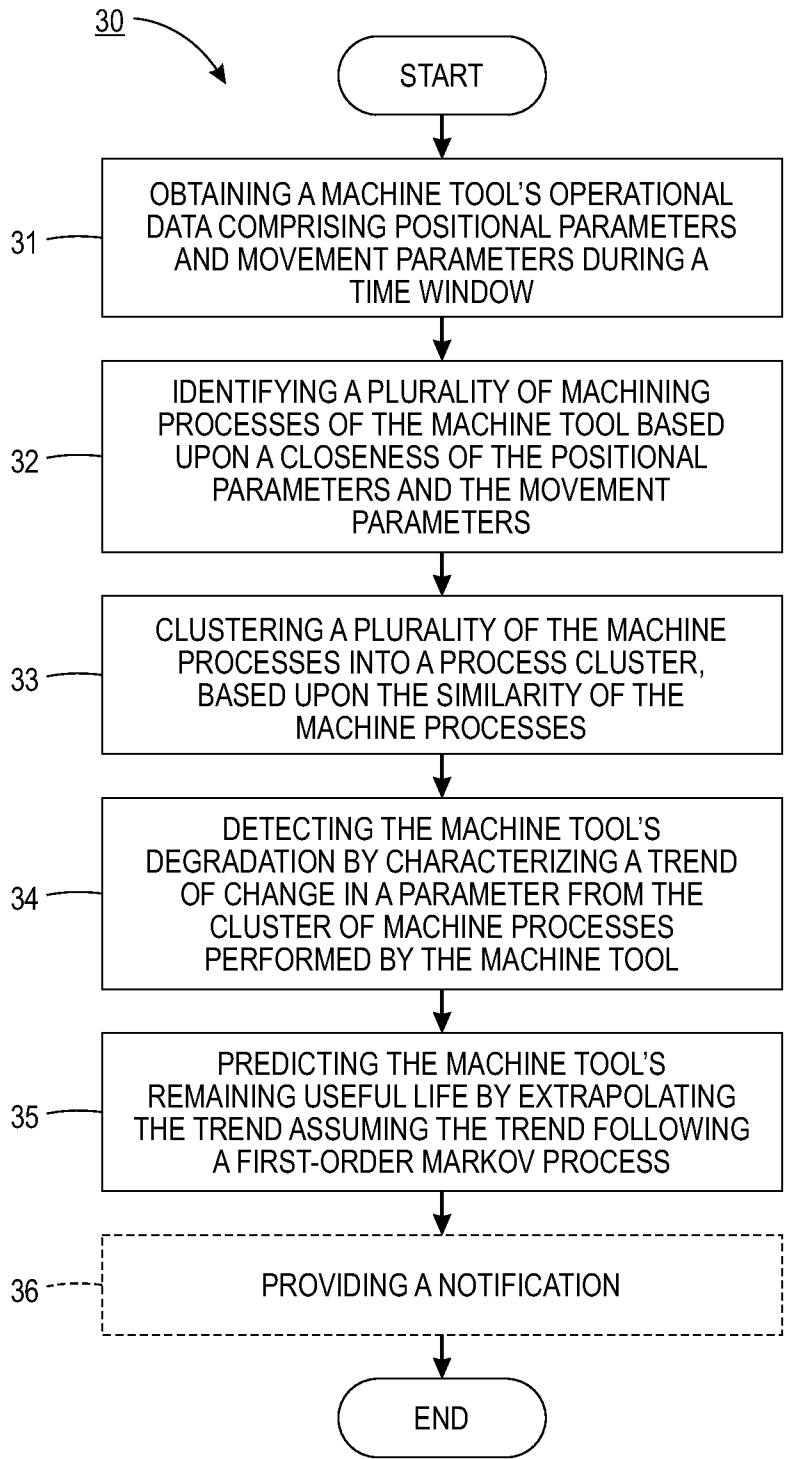 30
START
31
OBTAINING A MACHINE TOOL'S OPERATIONAL
DATA COMPRISING POSITIONAL PARAMETERS
AND MOVEMENT PARAMETERS DURING A
TIME WINDOW
32
IDENTIFYING A PLURALITY OF MACHINING
PROCESSES OF THE MACHINE TOOL BASED
UPON A CLOSENESS OF THE POSITIONAL
PARAMETERS AND THE MOVEMENT
PARAMETERS
33
CLUSTERING A PLURALITY OF THE MACHINE
PROCESSES INTO A PROCESS CLUSTER,
BASED UPON THE SIMILARITY OF THE
MACHINE PROCESSES
34
DETECTING THE MACHINE TOOL'S
DEGRADATION BY CHARACTERIZING A TREND
OF CHANGE IN A PARAMETER FROM THE
CLUSTER OF MACHINE PROCESSES
PERFORMED BY THE MACHINE TOOL
35
PREDICTING THE MACHINE TOOL'S
REMAINING USEFUL LIFE BY EXTRAPOLATING
THE TREND ASSUMING THE TREND FOLLOWING
A FIRST-ORDER MARKOV PROCESS
36
PROVIDING A NOTIFICATION
END